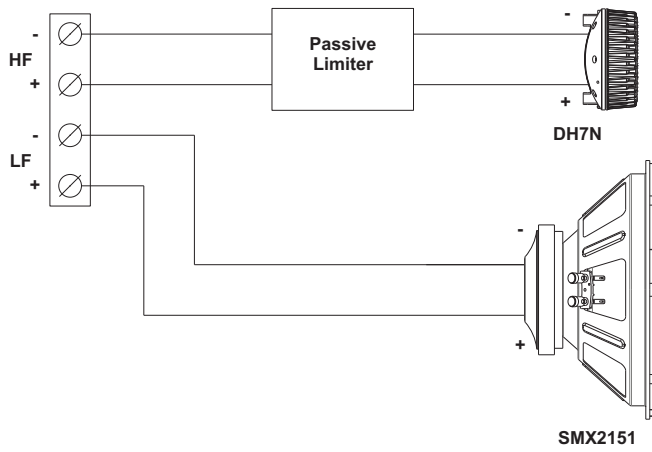 -
HF
+
-
LF
+
Passive
Limiter
-
+
DH7N
-
+
SMX2151